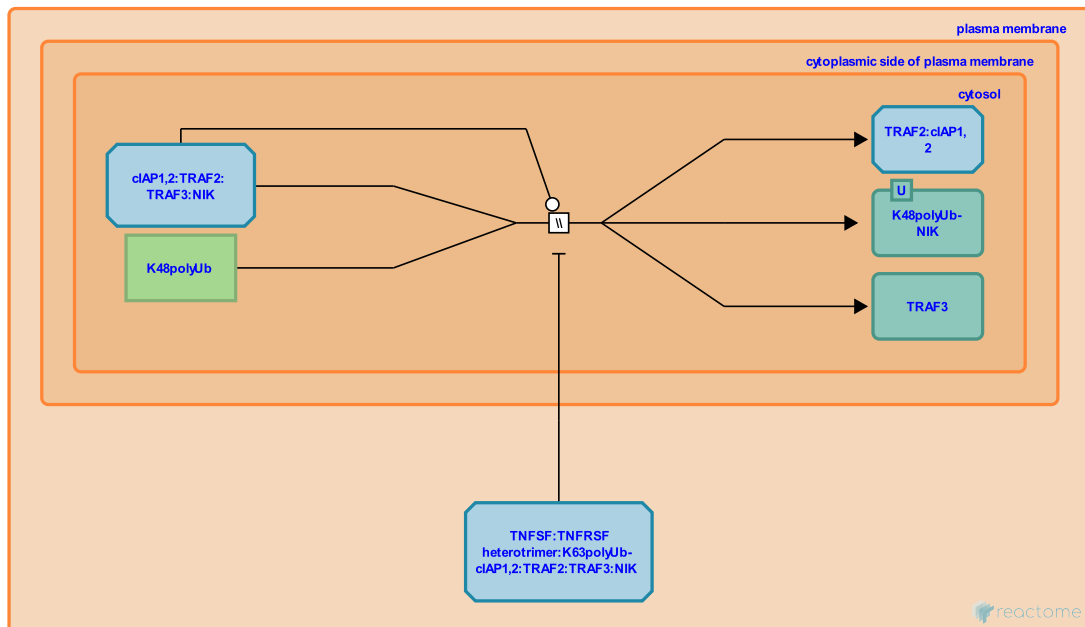 plasma membrane
cytoplasmic side of plasma membrane
cytosol
cIAP1,2:TRAF2:
TRAF3:NIK
K48polyUb
\\
TRAF2:cIAP1,
2
U
K48polyUb-
NIK
TRAF3
TNFSF:TNFRSF
heterotrimer:K63polyUb-
cIAP1,2:TRAF2:TRAF3:NIK
reactome